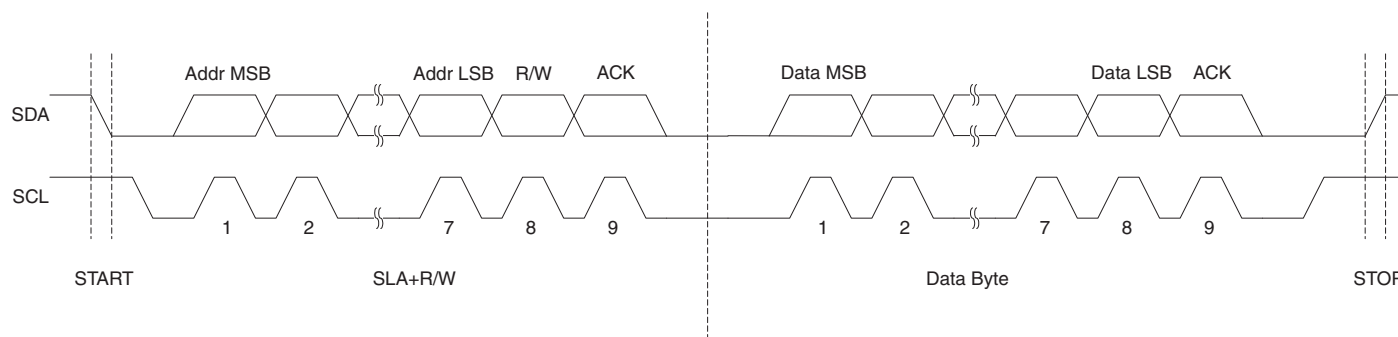 Addr MSB Addr LSB R/W ACK Data MSB Data LSB ACK
SDA
SCL
1 2 7 8 9 1 2 7 8 9
START SLA+R/W Data Byte STOP